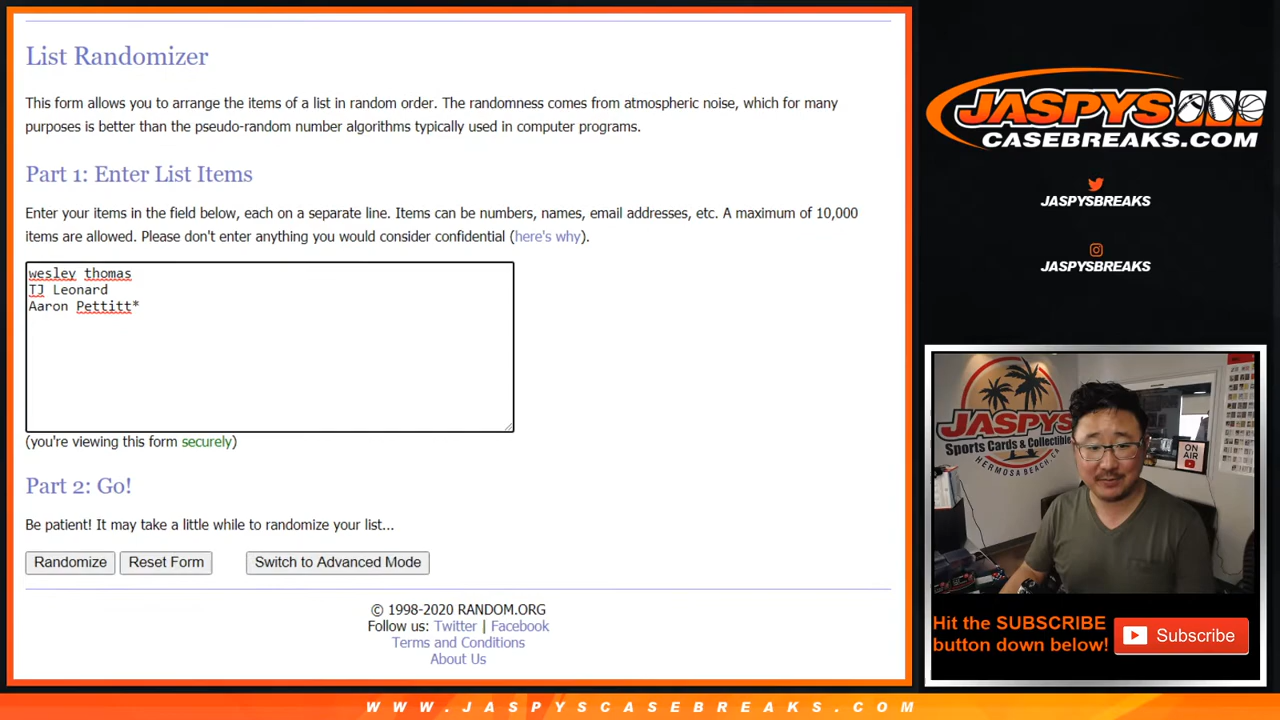 List Randomizer
This form allows you to arrange the items of a list in random order. The randomness comes from atmospheric noise, which for many
purposes is better than the pseudo-random number algorithms typically used in computer programs.
Part 1: Enter List Items
Enter your items in the field below, each on a separate line. Items can be numbers, names, email addresses, etc. A maximum of 10,000
items are allowed. Please don't enter anything you would consider confidential (here's why).
wesley thomas
TJ Leonard
Aaron Pettitt*
(you're viewing this form securely)
Part 2: Go!
Be patient! It may take a little while to randomize your list...
Randomize Reset Form Switch to Advanced Mode
© 1998-2020 RANDOM.ORG
Follow us: Twitter | Facebook
Terms and Conditions
About Us
JASPYS
CASEBREAKS.COM
JASPYSBREAKS
JASPYSBREAKS
JASPYS
Sports Cards & Collectibles
HERMOSA BEACH, CA
ON
AIR
Hit the SUBSCRIBE
button down below!
Subscribe
WWW.JASPYSCASEBREAKS.COM